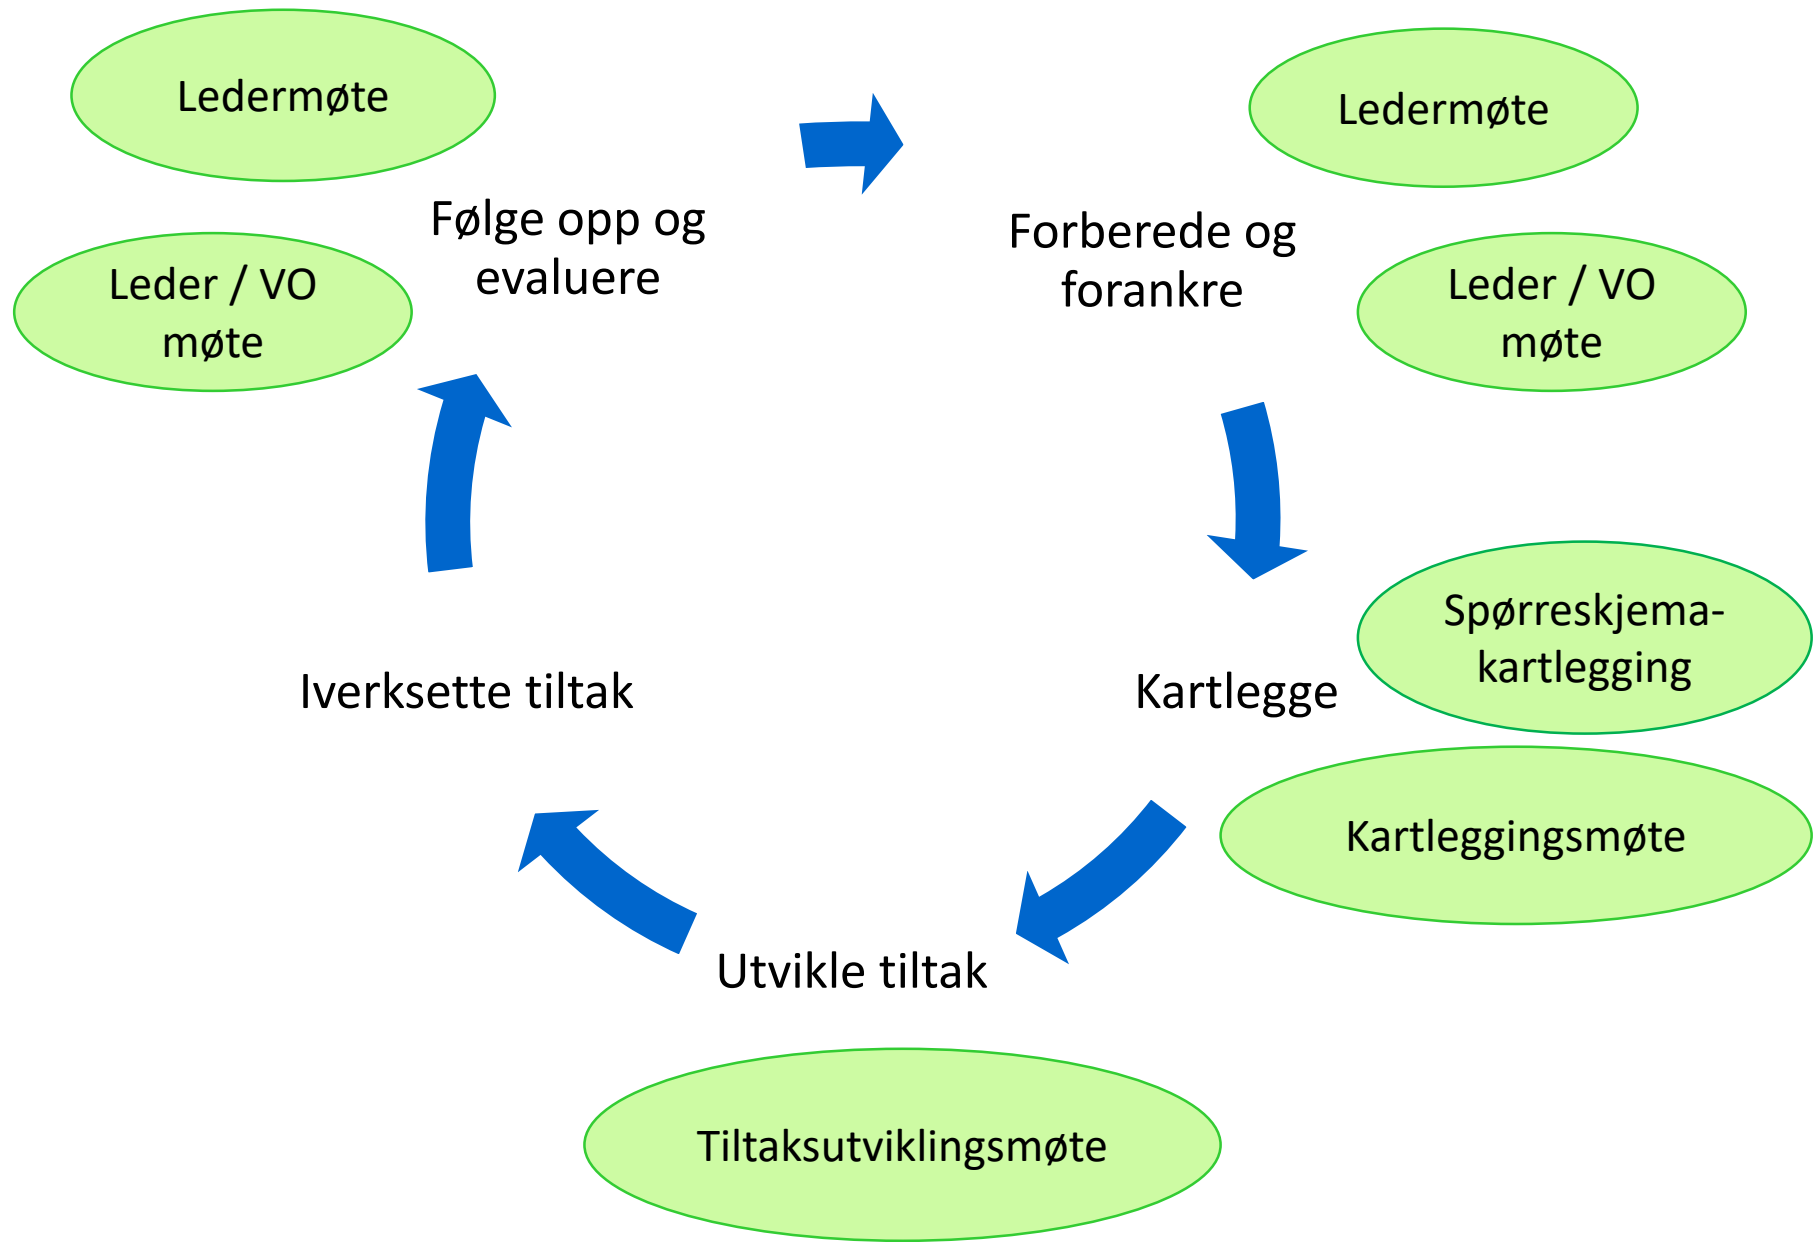 Ledermøte
Ledermøte
Følge opp og
evaluere
Forberede og
forankre
Leder / VO
møte
Leder / VO
møte
Spørreskjema-
kartlegging
Iverksette tiltak
Kartlegge
Kartleggingsmøte
Utvikle tiltak
Tiltaksutviklingsmøte